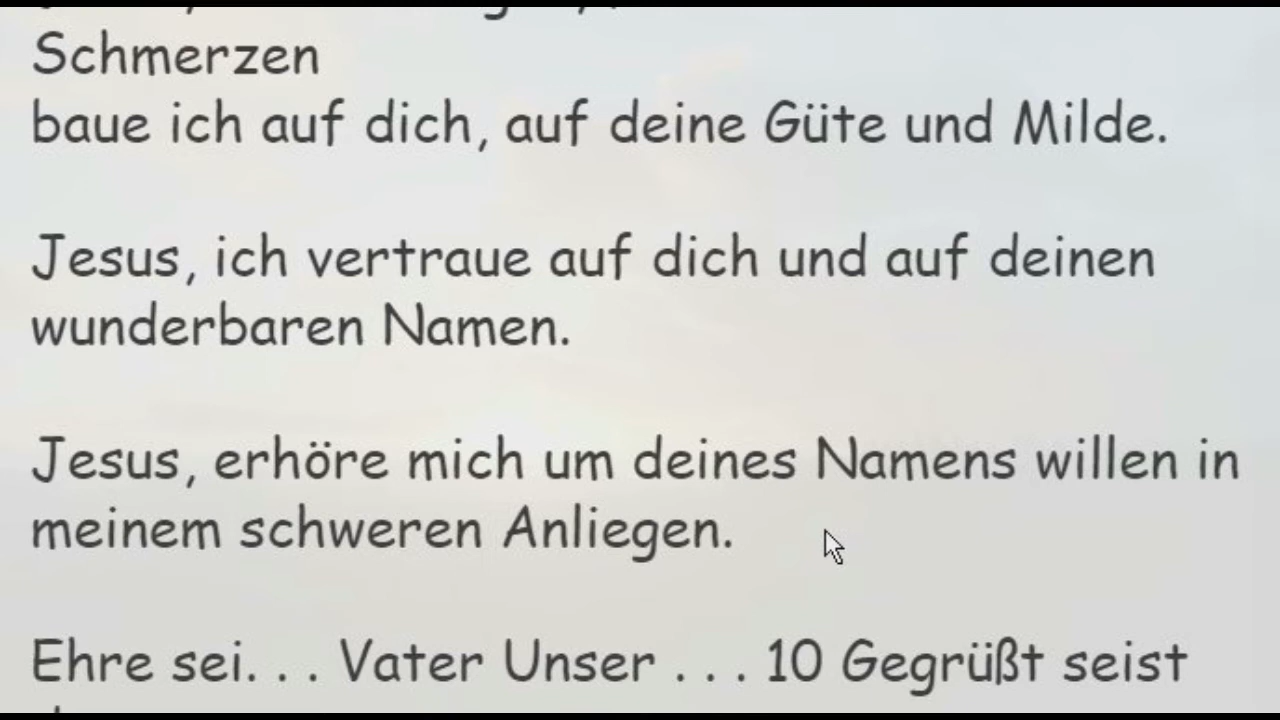 Schmerzen
baue ich auf dich, auf deine Güte und Milde.
Jesus, ich vertraue auf dich und auf deinen
wunderbaren Namen.
Jesus, erhöre mich um deines Namens willen in
meinem schweren Anliegen.
Ehre sei. . . Vater Unser . . . 10 Gegrüßt seist